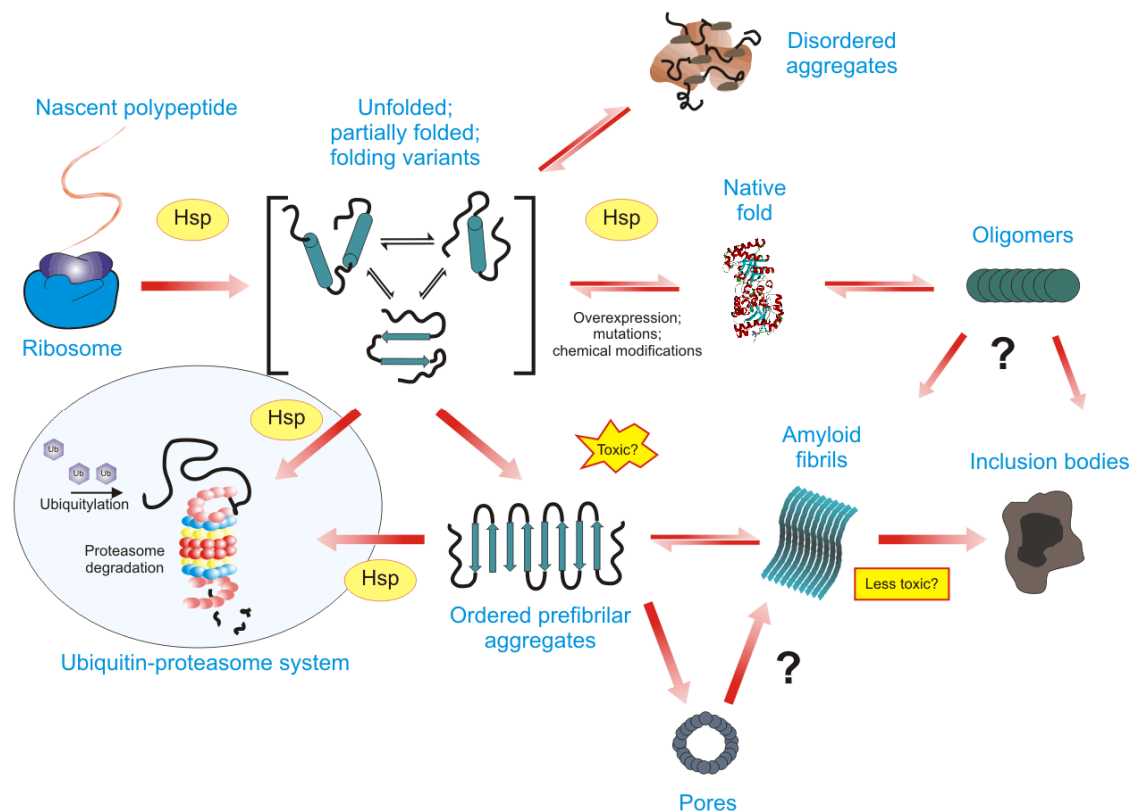 Disordered
aggregates
Nascent polypeptide
Unfolded;
partially folded;
folding variants
Hsp
Hsp
Native
fold
Oligomers
Ribosome
Overexpression;
mutations;
chemical modifications
?
Hsp
Toxic?
Amyloid
fibrils
Inclusion bodies
Ub
Ub
Ub
Ubiquitylation
Proteasome
degradation
Hsp
Less toxic?
Ordered prefibrilar
aggregates
Ubiquitin-proteasome system
?
Pores